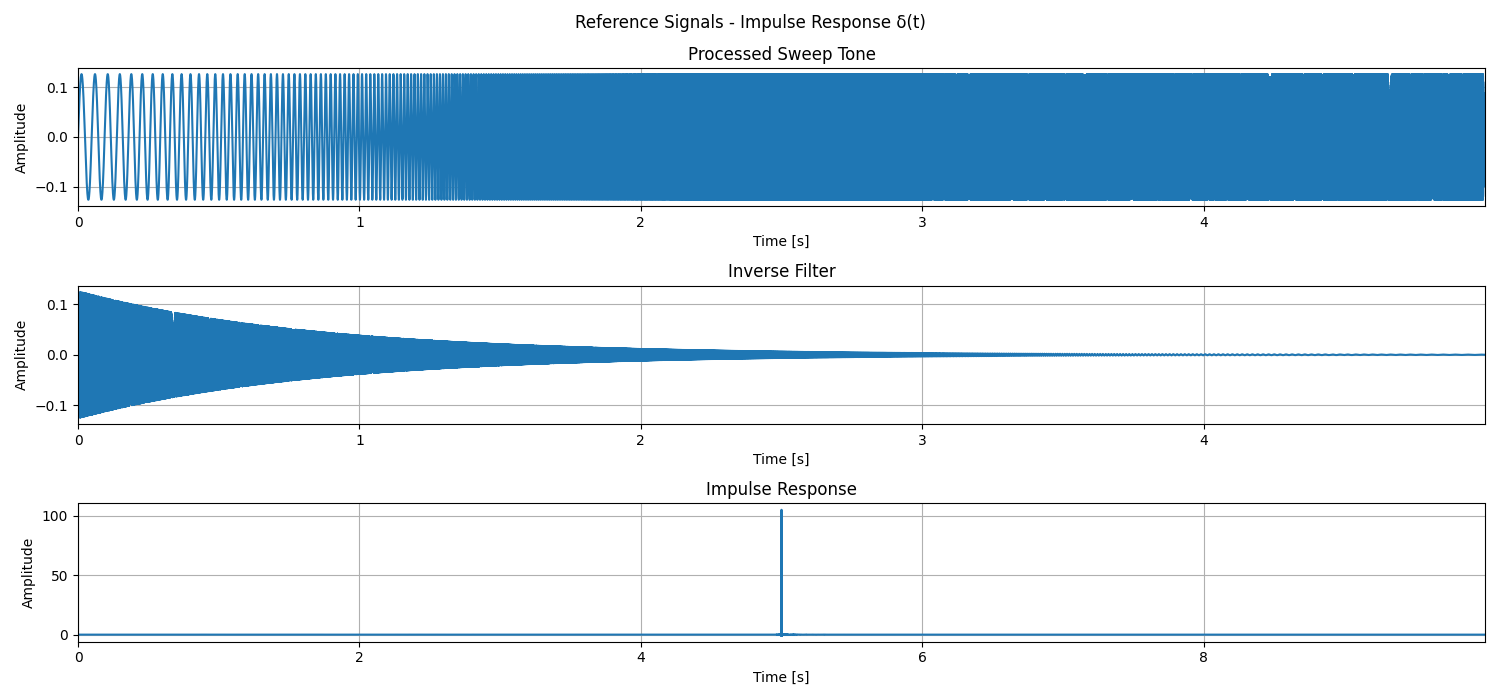 Reference Signals - Impulse Response δ(t)
Processed Sweep Tone
Amplitude
0.1
0.0
−0.1
0 1 2 3 4
Time [s]
Inverse Filter
Amplitude
0.1
0.0
−0.1
0 1 2 3 4
Time [s]
Impulse Response
Amplitude
100
50
0
0 2 4 6 8
Time [s]